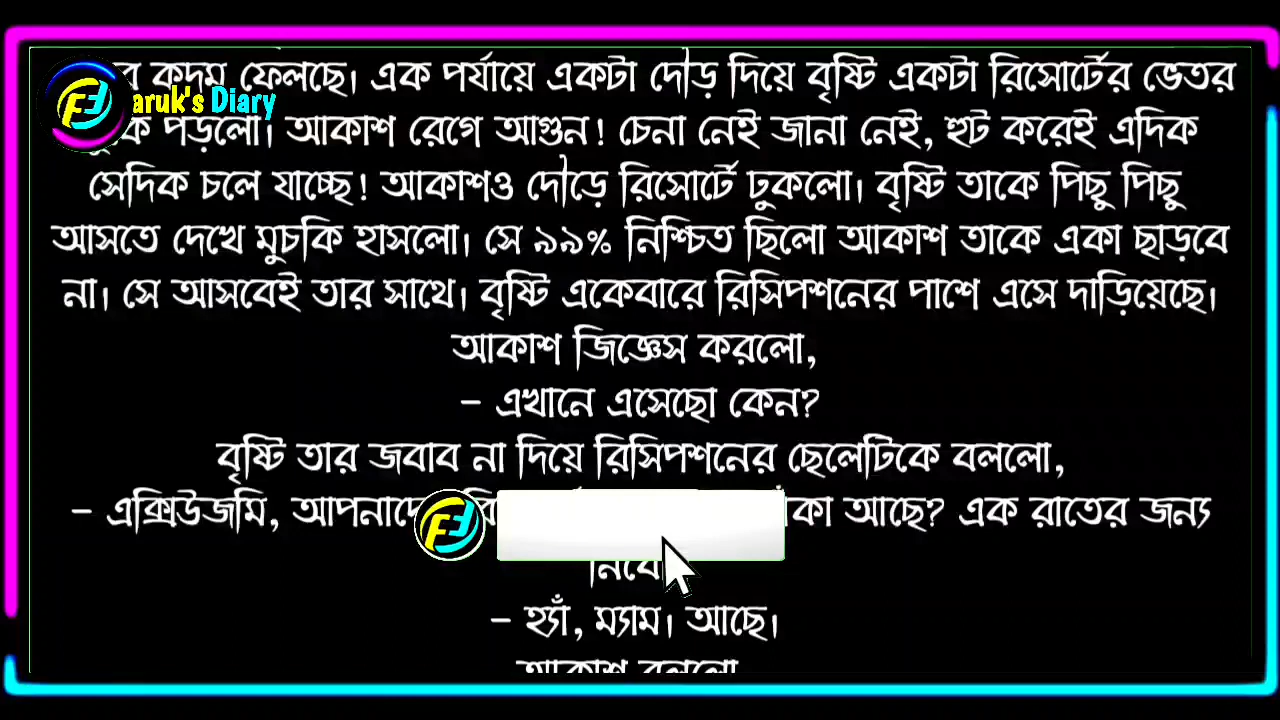 কদম ফেলছে। এক পর্যায়ে একটা দৌড় দিয়ে বৃষ্টি একটা রিসোর্টের ভেতর
aruk's Diary
পড়লো। আকাশ রেগে আগুন! চেনা নেই জানা নেই, হুট করেই এদিক
সেদিক চলে যাচ্ছে! আকাশও দৌড়ে রিসোর্টে ঢুকলো। বৃষ্টি তাকে পিছু পিছু
আসতে দেখে মুচকি হাসলো। সে ৯৯% নিশ্চিত ছিলো আকাশ তাকে একা ছাড়বে
না। সে আসবেই তার সাথে। বৃষ্টি একেবারে রিসিপশনের পাশে এসে দাড়িয়েছে।
আকাশ জিজ্ঞেস করলো,
– এখানে এসেছো কেন?
বৃষ্টি তার জবাব না দিয়ে রিসিপশনের ছেলেটিকে বললো,
– এক্সিউজমি, আছে? এক রাতের জন্য
– হ্যাঁ, ম্যাম। আছে।
আকাশ বললো